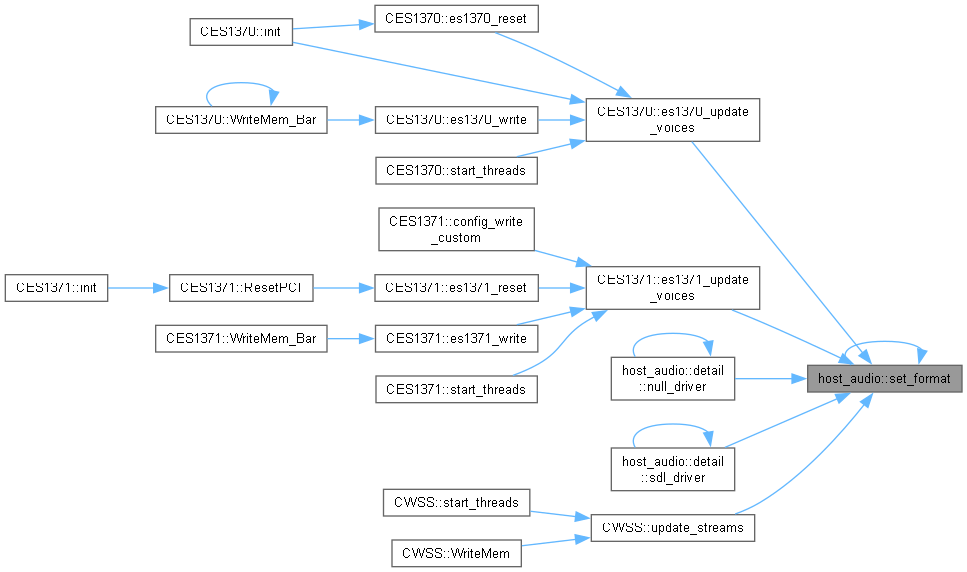 CES1370::es1370_reset
CES1370::init
CES1370::es1370_update
_voices
CES1370::WriteMem_Bar
CES1370::es1370_write
CES1370::start_threads
CES1371::config_write
_custom
CES1371::es1371_update
_voices
CES1371::init
CES1371::ResetPCI
CES1371::es1371_reset
CES1371::WriteMem_Bar
CES1371::es1371_write
host_audio::detail
::null_driver
host_audio::set_format
CES1371::start_threads
host_audio::detail
::sdl_driver
CWSS::start_threads
CWSS::update_streams
CWSS::WriteMem